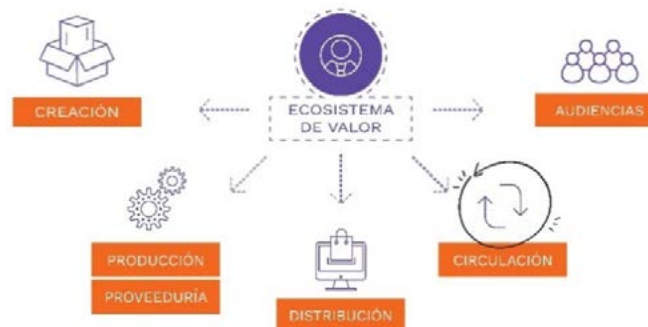 ECOSISTEMA
DE VALOR
CREACIÓN
AUDIENCIAS
PRODUCCIÓN
PROVEEDURÍA
DISTRIBUCIÓN
CIRCULACIÓN